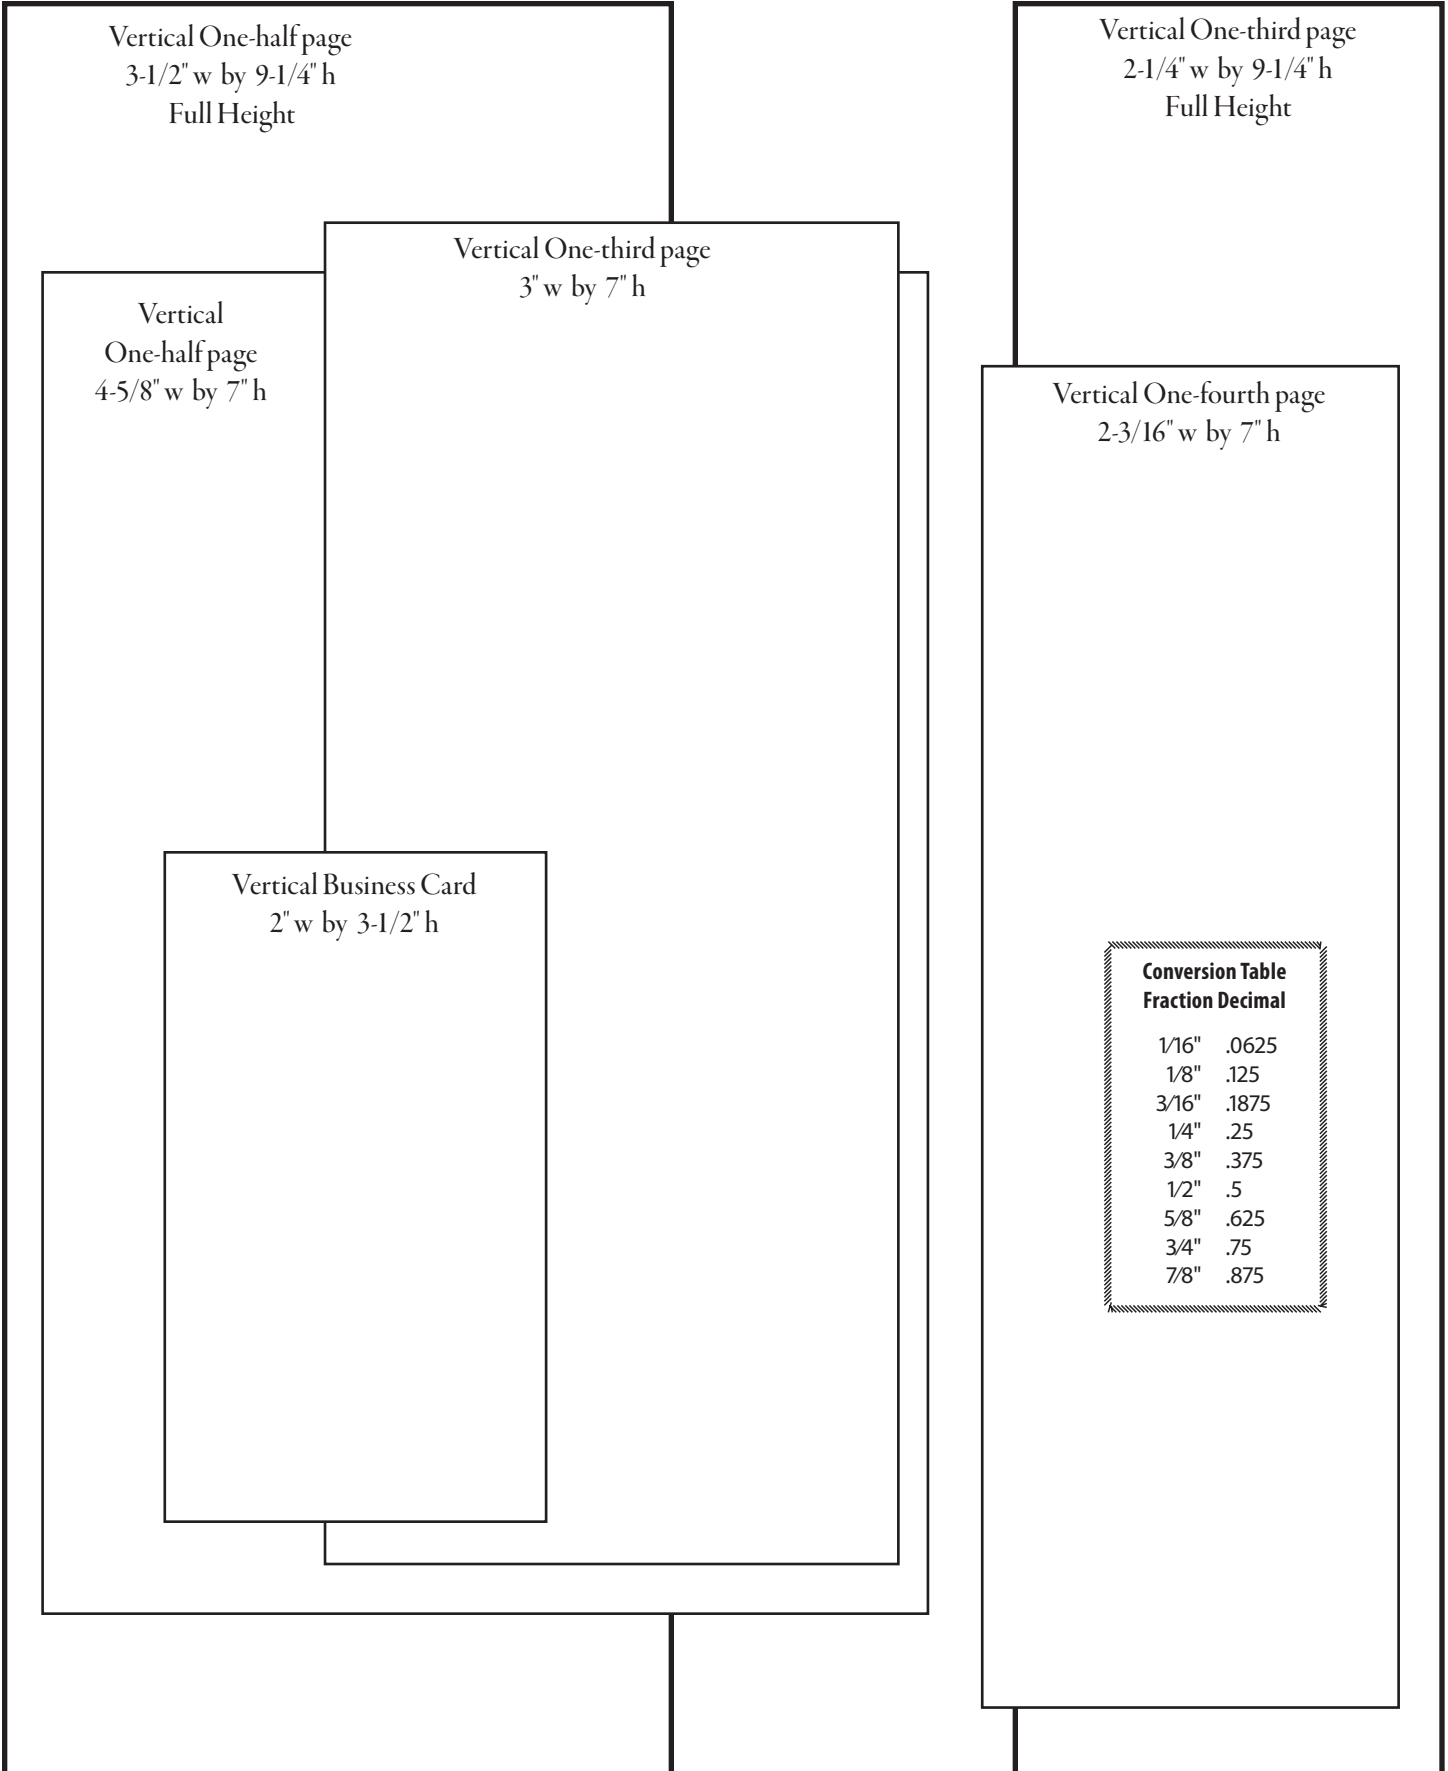 Vertical One-half page
3-1/2" w by 9-1/4" h
Full Height
Vertical One-third page
2-1/4" w by 9-1/4" h
Full Height
Vertical One-third page
3" w by 7" h
Vertical
One-half page
4-5/8" w by 7" h
Vertical One-fourth page
2-3/16" w by 7" h
Vertical Business Card
2" w by 3-1/2" h
Conversion Table
Fraction Decimal
1/16" .0625
1/8" .125
3/16" .1875
1/4" .25
3/8" .375
1/2" .5
5/8" .625
3/4" .75
7/8" .875